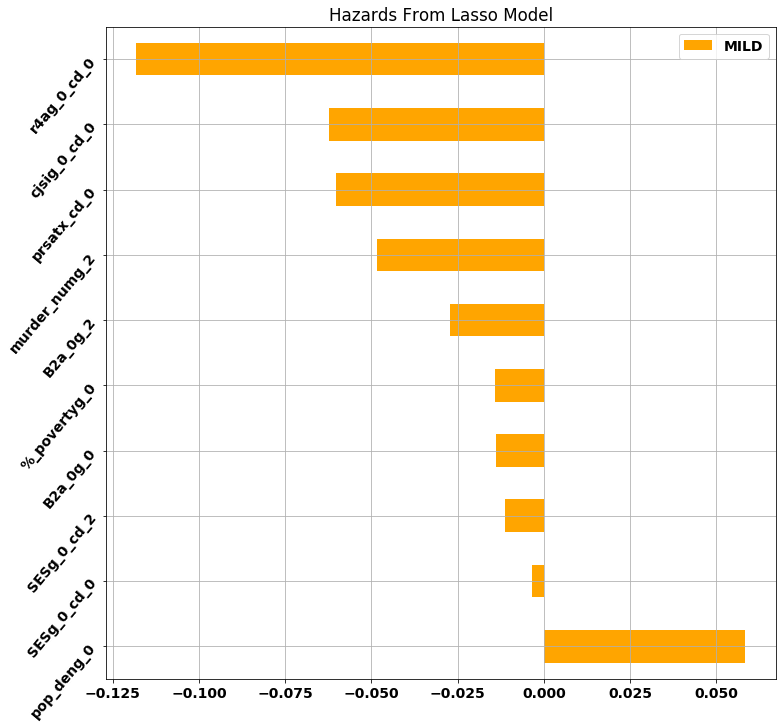 Hazards From Lasso Model
MILD
r4ag_0_cd_0
cjsig_0_cd_0
prsatx_cd_0
murder_numg_2
B2a_0g_2
%_povertyg_0
B2a_0g_0
SESg_0_cd_2
SESg_0_cd_0
pop_deng_0
−0.125 −0.100 −0.075 −0.050 −0.025 0.000 0.025 0.050